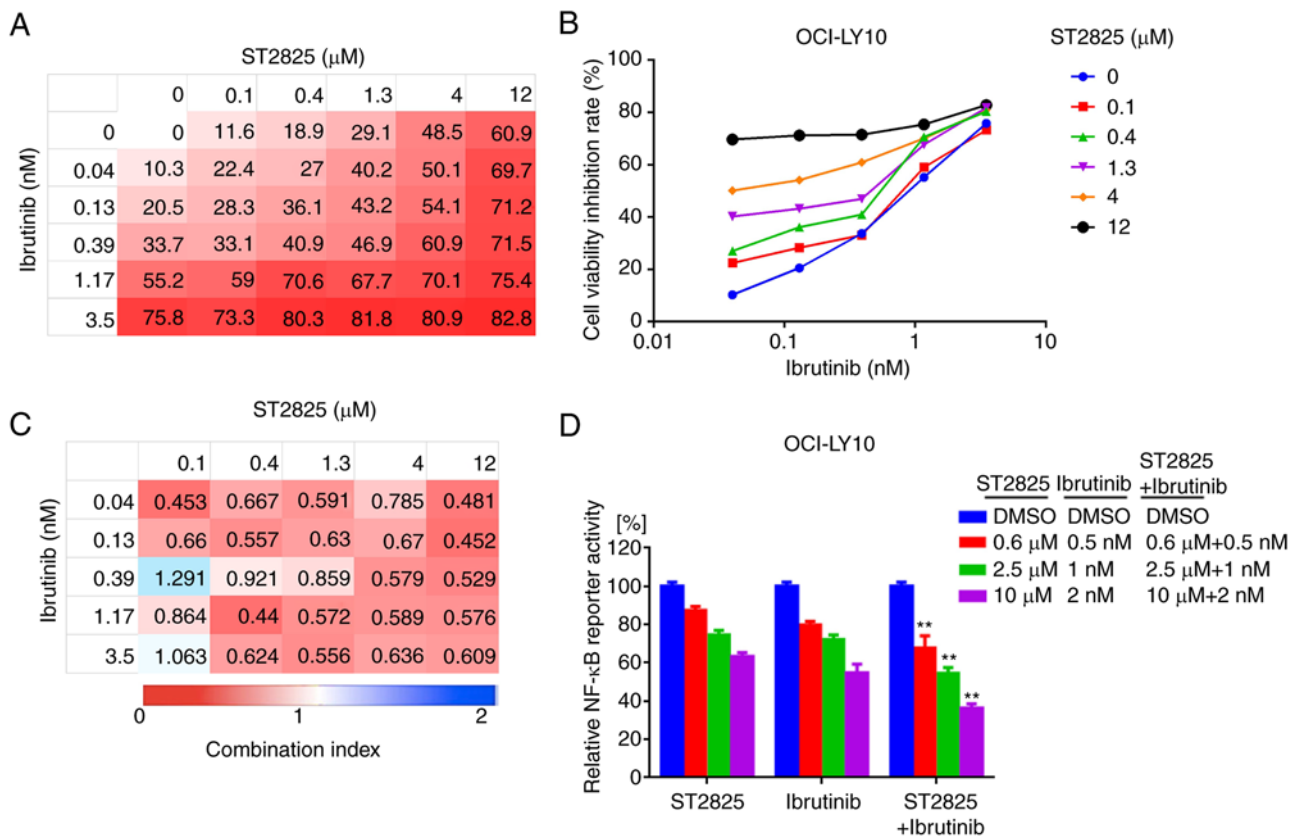 A
ST2825 (μM)
0 0.1 0.4 1.3 4 12
Ibrutinib (nM)
0 0 11.6 18.9 29.1 48.5 60.9
0.04 10.3 22.4 27 40.2 50.1 69.7
0.13 20.5 28.3 36.1 43.2 54.1 71.2
0.39 33.7 33.1 40.9 46.9 60.9 71.5
1.17 55.2 59 70.6 67.7 70.1 75.4
3.5 75.8 73.3 80.3 81.8 80.9 82.8
B
OCI-LY10
Cell viability inhibition rate (%)
100
80
60
40
20
0
0.01 0.1 1 10
Ibrutinib (nM)
ST2825 (μM)
0
0.1
0.4
1.3
4
12
C
ST2825 (μM)
0.1 0.4 1.3 4 12
Ibrutinib (nM)
0.04 0.453 0.667 0.591 0.785 0.481
0.13 0.66 0.557 0.63 0.67 0.452
0.39 1.291 0.921 0.859 0.579 0.529
1.17 0.864 0.44 0.572 0.589 0.576
3.5 1.063 0.624 0.556 0.636 0.609
0 1 2
Combination index
D
OCI-LY10
ST2825 Ibrutinib ST2825
+Ibrutinib
DMSO DMSO DMSO
0.6 μM 0.5 nM 0.6 μM+0.5 nM
2.5 μM 1 nM 2.5 μM+1 nM
10 μM 2 nM 10 μM+2 nM
Relative NF-κB reporter activity
[%]
120
100
80
60
40
20
0
** ** **
ST2825 Ibrutinib ST2825
+Ibrutinib